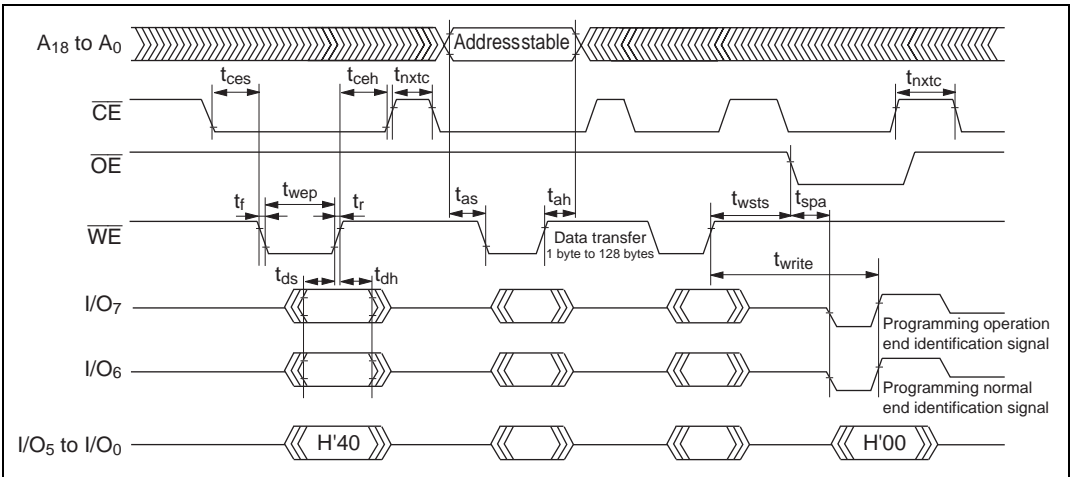 A18 to A0
Address stable
tces
tceh
tnxtc
tnxtc
CE
OE
twep
tf
tr
tas
tah
twsts
tspa
WE
Data transfer
1 byte to 128 bytes
twrite
tds
tdh
I/O7
Programming operation
end identification signal
I/O6
Programming normal
end identification signal
I/O5 to I/O0
H'40
H'00